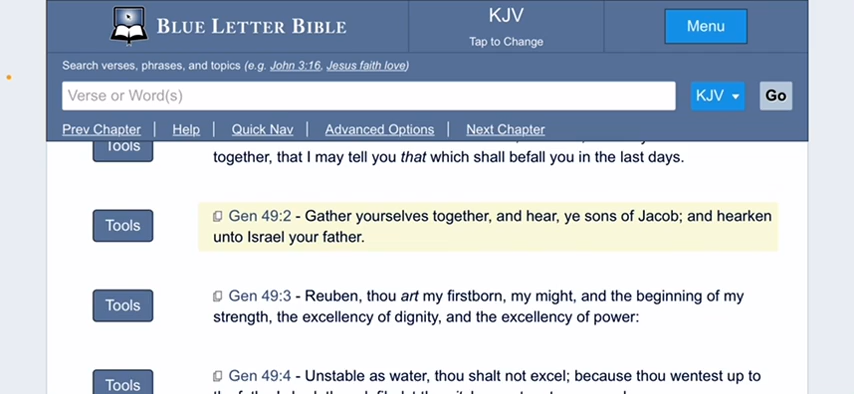 BLUE LETTER BIBLE
KJV
Tap to Change
Menu
Search verses, phrases, and topics (e.g. John 3:16, Jesus faith love)
Verse or Word(s)
KJV
Go
Prev Chapter | Help | Quick Nav | Advanced Options | Next Chapter
Tools
together, that I may tell you that which shall befall you in the last days.
Tools
Gen 49:2 - Gather yourselves together, and hear, ye sons of Jacob; and hearken
unto Israel your father.
Tools
Gen 49:3 - Reuben, thou art my firstborn, my might, and the beginning of my
strength, the excellency of dignity, and the excellency of power:
Tools
Gen 49:4 - Unstable as water, thou shalt not excel; because thou wentest up to